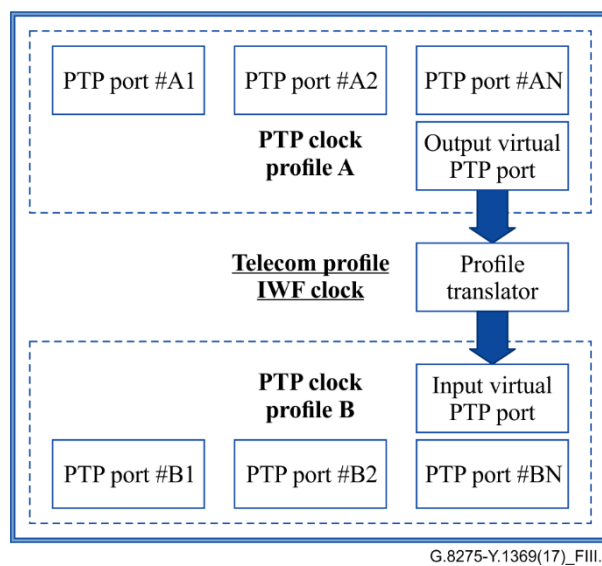 PTP port #A1
PTP port #A2
PTP port #AN
PTP clock
profile A
Output virtual
PTP port
Telecom profile
IWF clock
Profile
translator
PTP clock
profile B
Input virtual
PTP port
PTP port #B1
PTP port #B2
PTP port #BN
G.8275-Y.1369(17)_FIII.